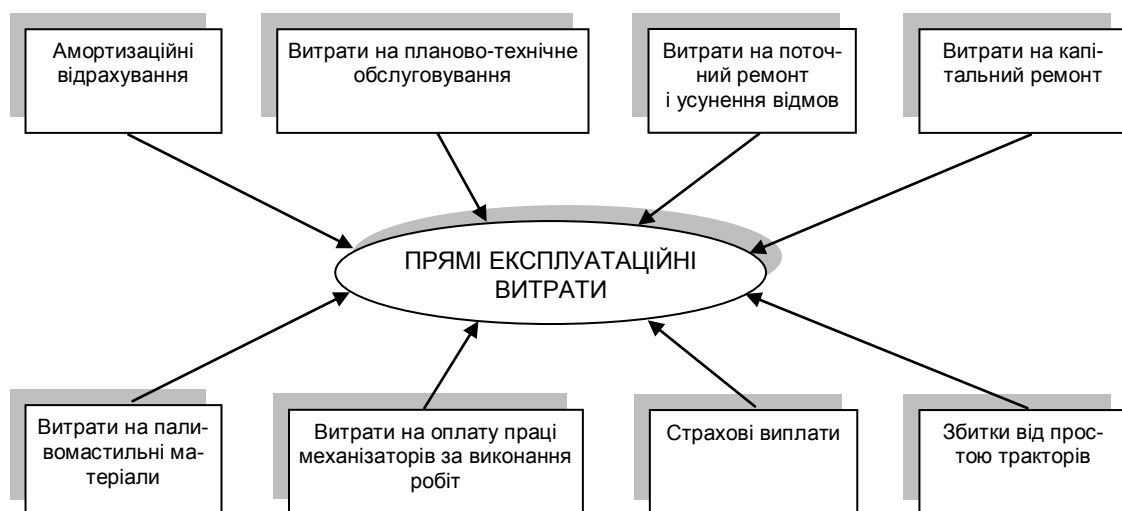 Амортизаційні
відрахування
Витрати на планово-технічне
обслуговування
Витрати на поточ-
ний ремонт
і усунення відмов
Витрати на капі-
тальний ремонт
ПРЯМІ ЕКСПЛУАТАЦІЙНІ
ВИТРАТИ
Витрати на пали-
вомастильні ма-
теріали
Витрати на оплату праці
механізаторів за виконання
робіт
Страхові виплати
Збитки від прос-
тою тракторів